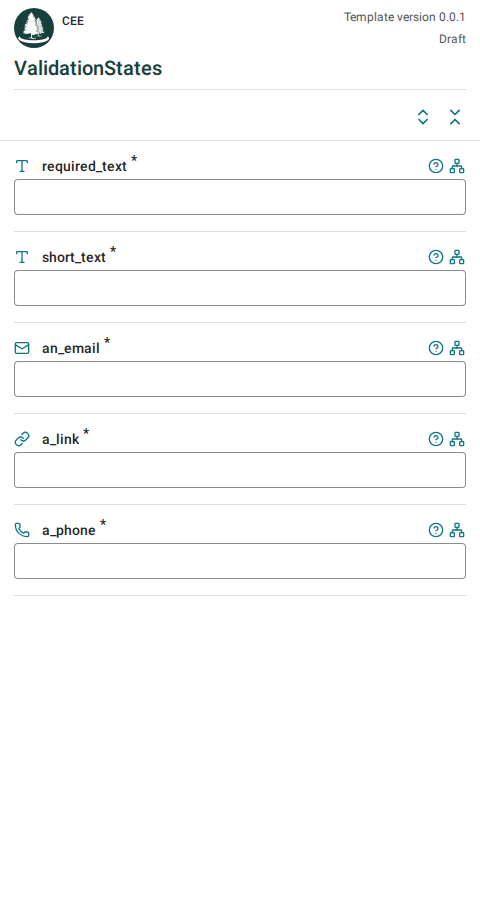 CEE
Template version 0.0.1
Draft
ValidationStates
required_text *
short_text *
an_email *
a_link *
a_phone *